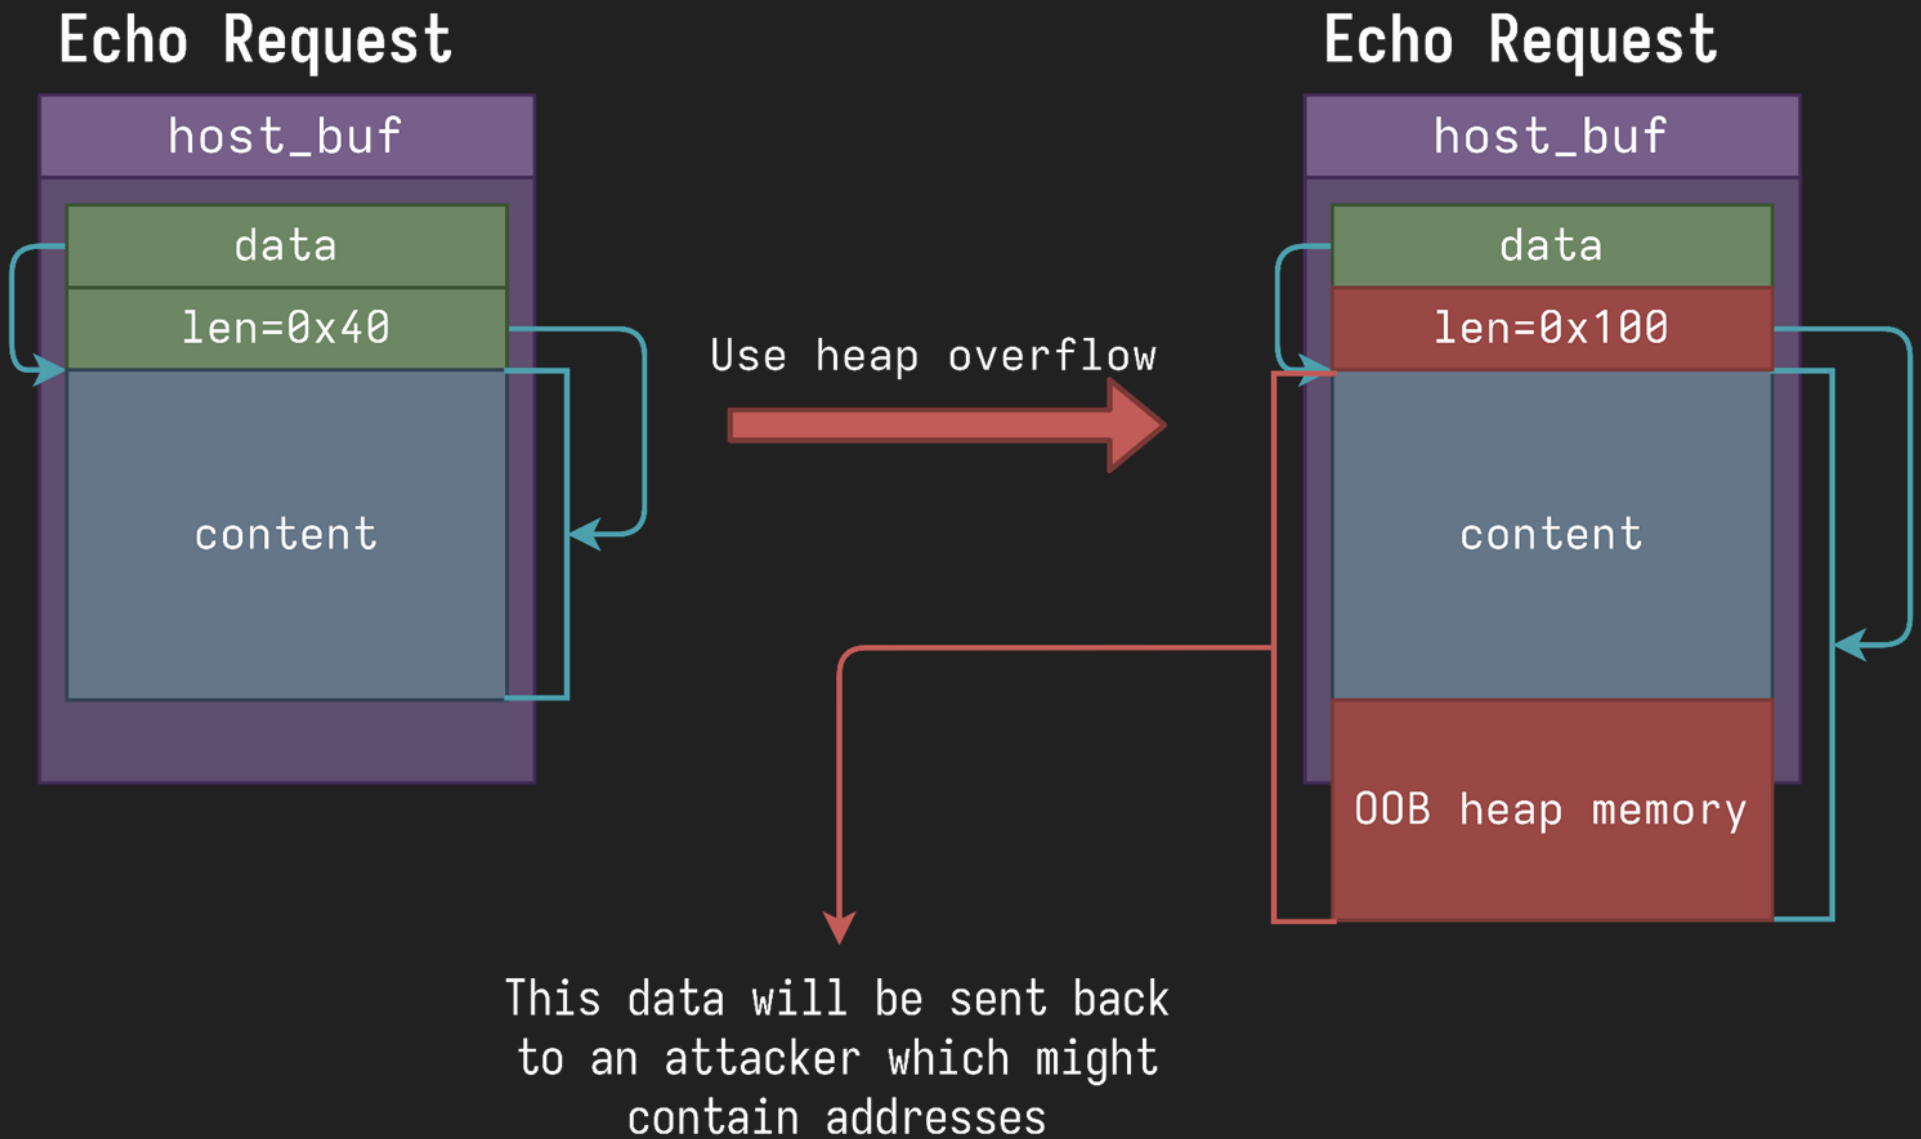 Echo Request
host_buf
data
len=0x40
content
Use heap overflow
Echo Request
host_buf
data
len=0x100
content
OOB heap memory
This data will be sent back
to an attacker which might
contain addresses